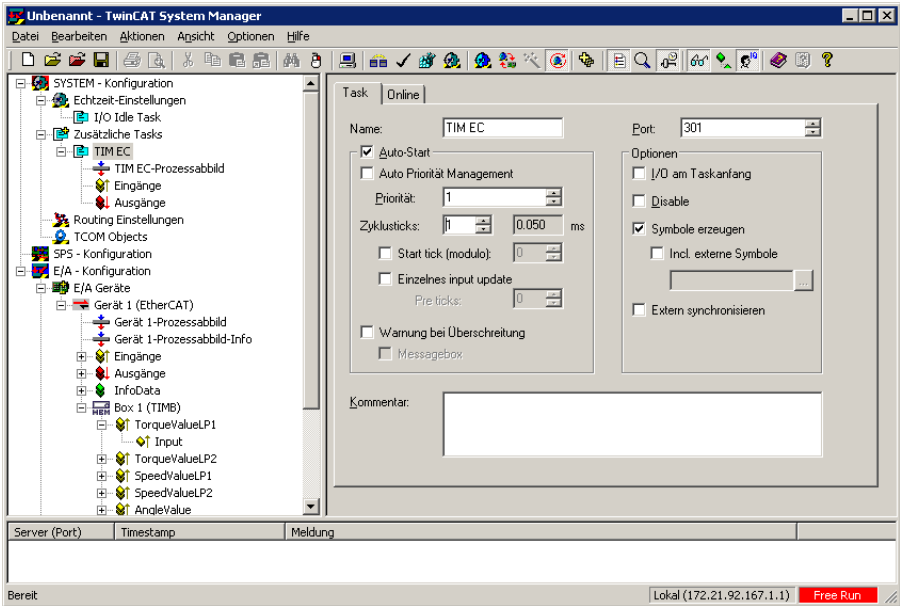 Unbenannt - TwinCAT System Manager
Datei Bearbeiten Aktionen Ansicht Optionen Hilfe
SYSTEM - Konfiguration
Echtzeit-Einstellungen
I/O Idle Task
Zusätzliche Tasks
TIM EC
TIM EC-Prozessabbild
Eingänge
Ausgänge
Routing Einstellungen
TCOM Objects
SPS - Konfiguration
E/A - Konfiguration
E/A Geräte
Gerät 1 (EtherCAT)
Gerät 1-Prozessabbild
Gerät 1-Prozessabbild-Info
Eingänge
Ausgänge
InfoData
Box 1 (TIMB)
TorqueValueLP1
Input
TorqueValueLP2
SpeedValueLP1
SpeedValueLP2
AngleValue
Task Online
Name: TIM EC
Port: 301
Auto-Start
Auto Priorität Management
Priorität: 1
Zyklusticks: 1 0.050 ms
Start tick (modulo): 0
Einzelnes input update
Pre ticks: 0
Warnung bei Überschreitung
Messagebox
Optionen
I/O am Taskanfang
Disable
Symbole erzeugen
Incl. externe Symbole
...
Extern synchronisieren
Kommentar:
Server (Port) Timestamp Meldung
Bereit
Lokal (172.21.92.167.1.1) Free Run